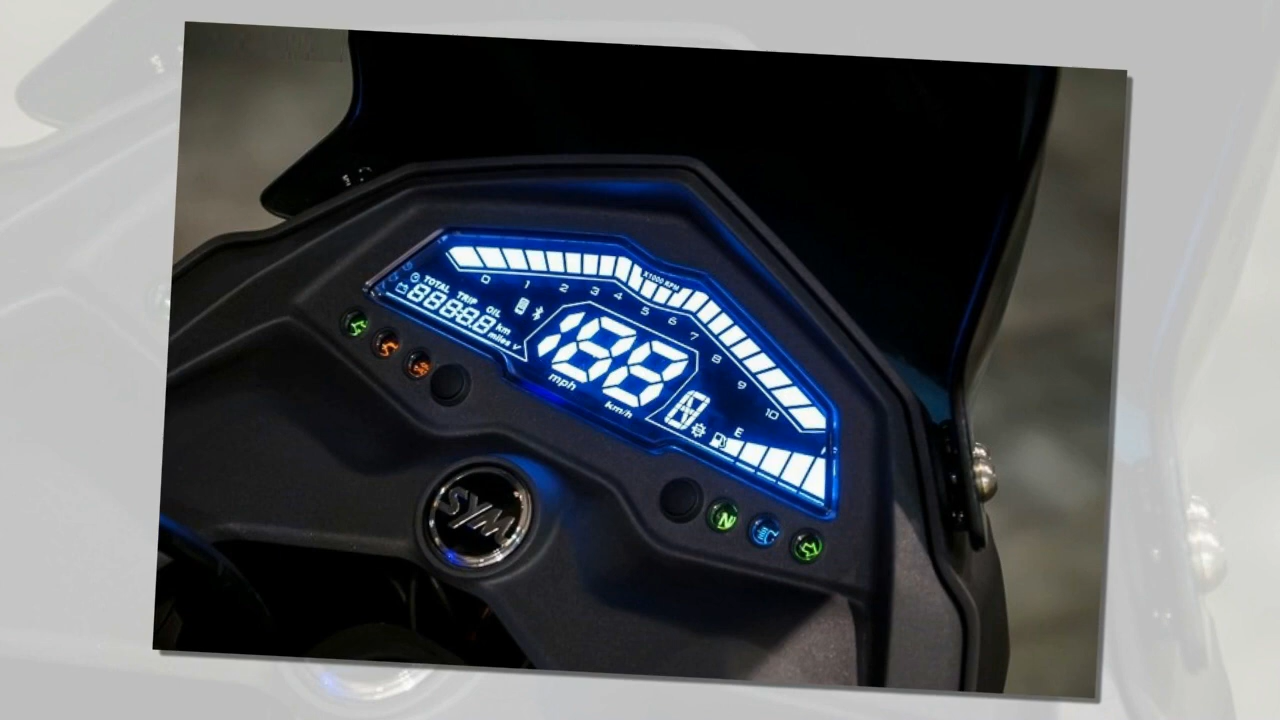 X1000 RPM
0 1 2 3 4 5 6 7 8 9 10
TOTAL TRIP OIL
88888 km
miles
188
mph km/h
8
E
N
SYM